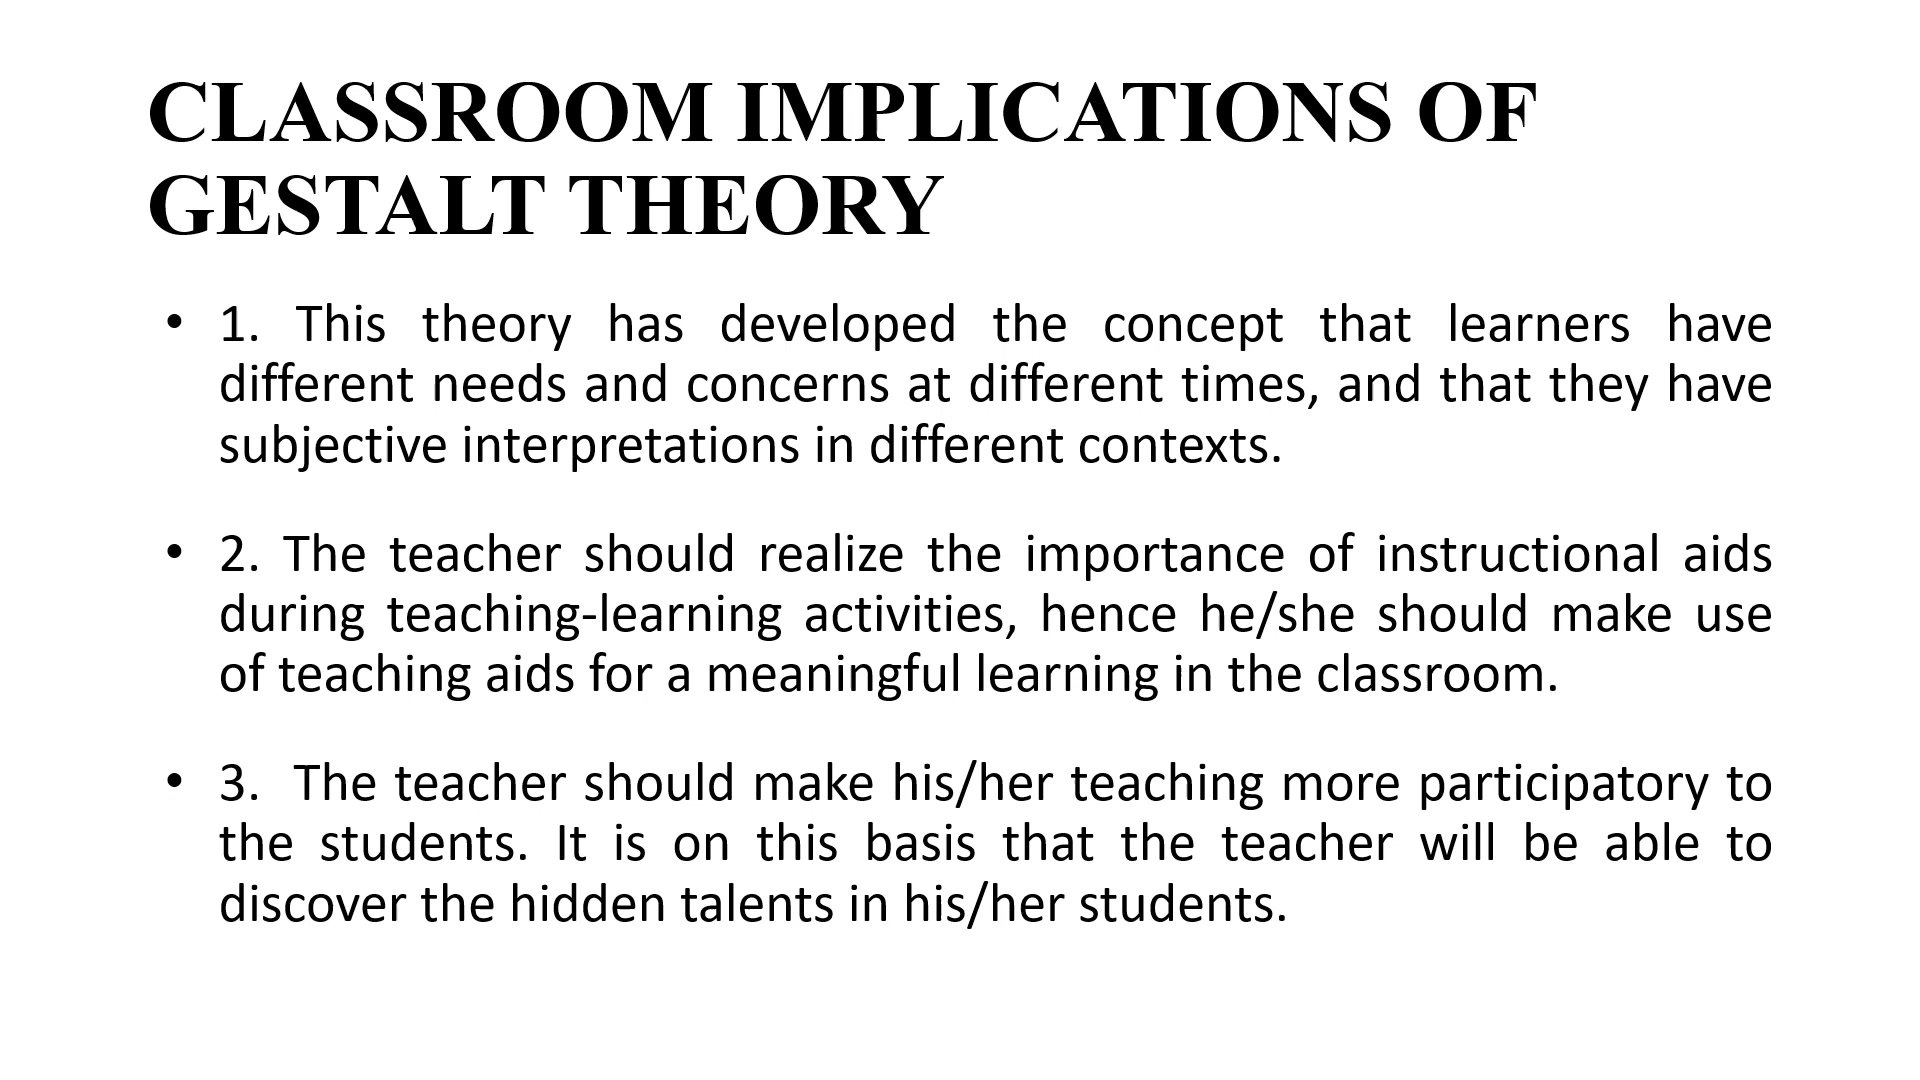 CLASSROOM IMPLICATIONS OF
GESTALT THEORY
• 1. This theory has developed the concept that learners have
different needs and concerns at different times, and that they have
subjective interpretations in different contexts.
• 2. The teacher should realize the importance of instructional aids
during teaching-learning activities, hence he/she should make use
of teaching aids for a meaningful learning in the classroom.
• 3. The teacher should make his/her teaching more participatory to
the students. It is on this basis that the teacher will be able to
discover the hidden talents in his/her students.